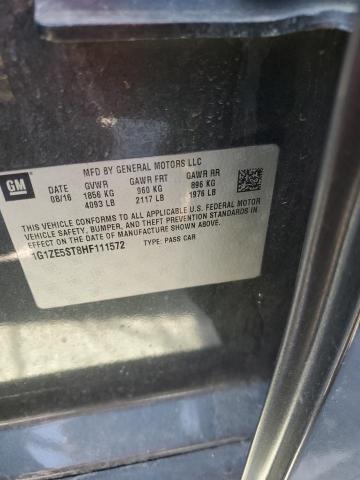 MFD BY GENERAL MOTORS LLC
GM
DATE GVWR GAWR FRT GAWR RR
08/16 1856 KG 960 KG 896 KG
4093 LB 2117 LB 1976 LB
THIS VEHICLE CONFORMS TO ALL APPLICABLE U.S. FEDERAL MOTOR
VEHICLE SAFETY, BUMPER, AND THEFT PREVENTION STANDARDS
IN EFFECT ON THE DATE OF MANUFACTURE SHOWN ABOVE.
1G1ZE5ST8HF111572 TYPE: PASS CAR